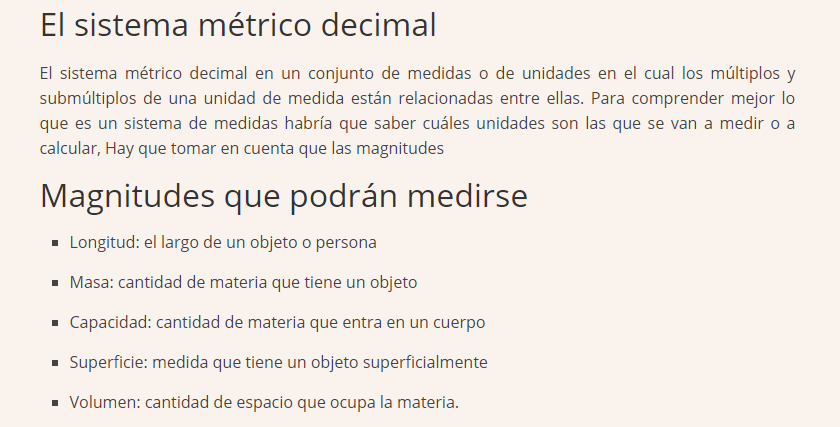 El sistema métrico decimal
El sistema métrico decimal en un conjunto de medidas o de unidades en el cual los múltiplos y
submúltiplos de una unidad de medida están relacionadas entre ellas. Para comprender mejor lo
que es un sistema de medidas habría que saber cuáles unidades son las que se van a medir o a
calcular, Hay que tomar en cuenta que las magnitudes
Magnitudes que podrán medirse
▪ Longitud: el largo de un objeto o persona
▪ Masa: cantidad de materia que tiene un objeto
▪ Capacidad: cantidad de materia que entra en un cuerpo
▪ Superficie: medida que tiene un objeto superficialmente
▪ Volumen: cantidad de espacio que ocupa la materia.